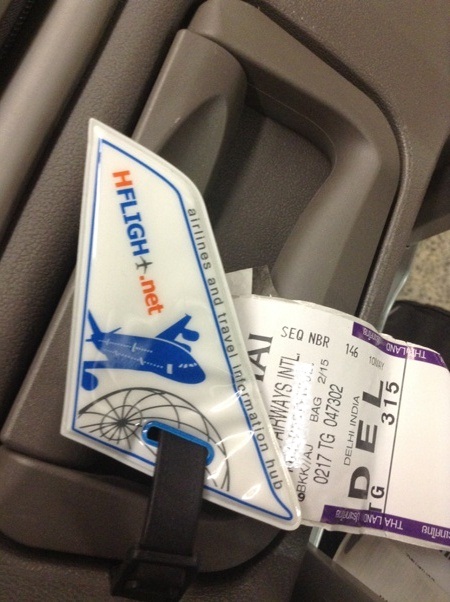 HFLIGHT.net
airlines and travel information hub
SEQ NBR 146
AIRWAYS INTL
BAG 2/15
0217 TG 047302
DELHI INDIA
DEL
TG 315
THAILAND
THAILAND